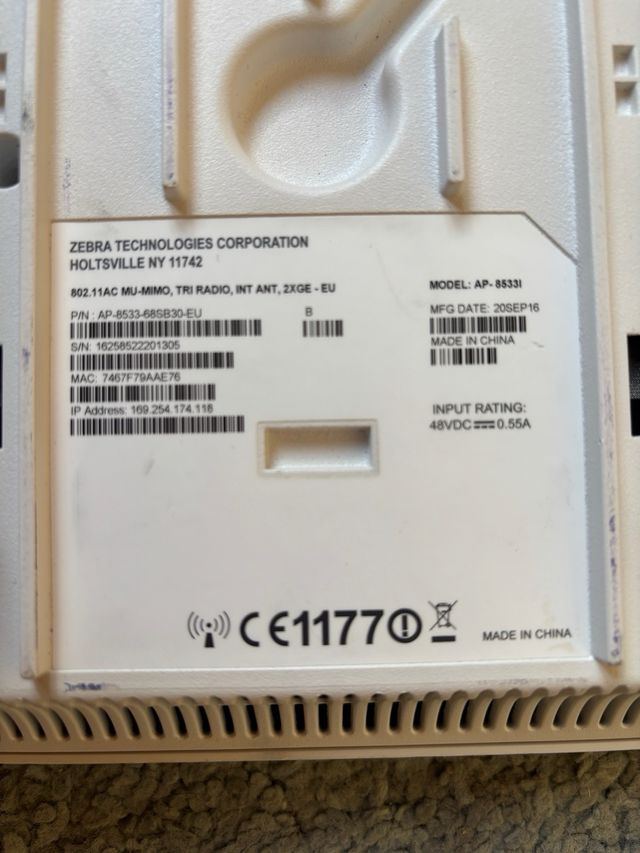 ZEBRA TECHNOLOGIES CORPORATION
HOLTSVILLE NY 11742
802.11AC MU-MIMO, TRI RADIO, INT ANT, 2XGE - EU
P/N : AP-8533-68SB30-EU B
S/N: 16258522201305
MAC: 7467F79AAE76
IP Address: 169.254.174.118
MODEL: AP- 8533I
MFG DATE: 20SEP16
MADE IN CHINA
INPUT RATING:
48VDC 0.55A
CE1177
MADE IN CHINA